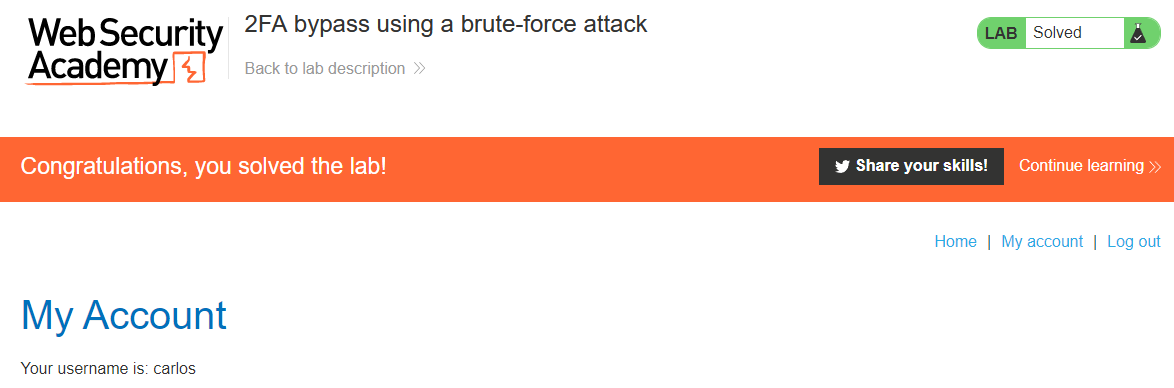 Web Security
Academy
2FA bypass using a brute-force attack
Back to lab description
LAB Solved
Congratulations, you solved the lab!
Share your skills!
Continue learning
Home | My account | Log out
My Account
Your username is: carlos